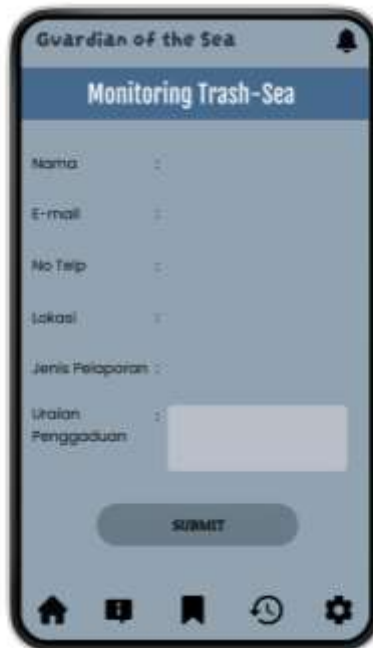 Guardian of the Sea
Monitoring Trash-Sea
Nama :
E-mail :
No Telp :
Lokasi :
Jenis Pelaporan :
Uraian :
Penggaduan
SUBMIT